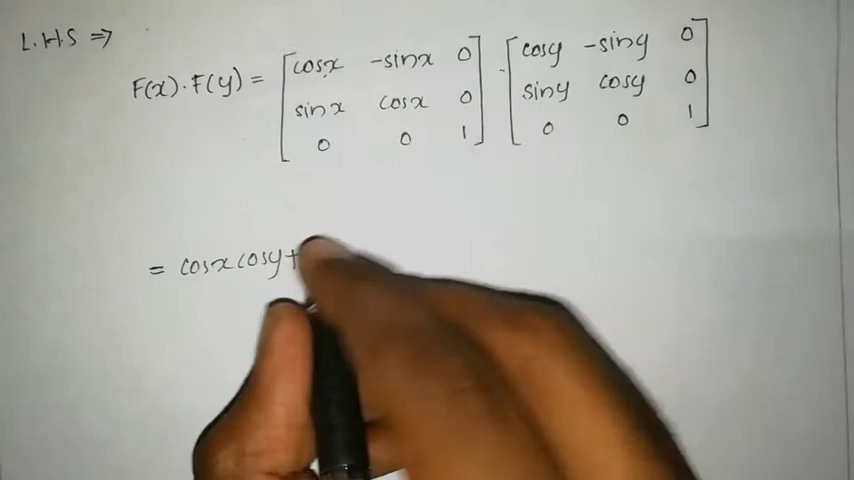 L.H.S ⇒
F(x).F(y) = [cosx -sinx 0] . [cosy -siny 0]
sinx cosx 0 siny cosy 0
0 0 1 0 0 1
= cosx cosy +